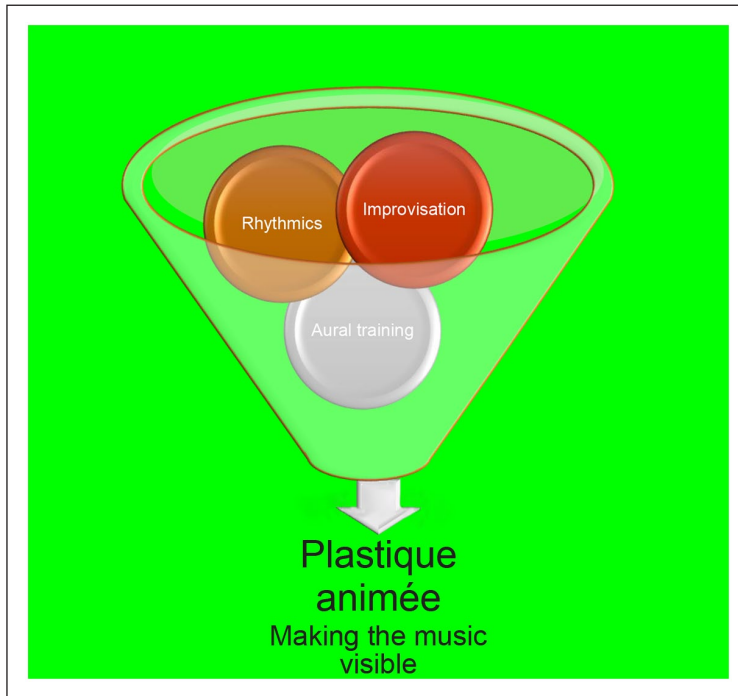 Improvisation
Rhythmics
Aural training
Plastique
animée
Making the music
visible